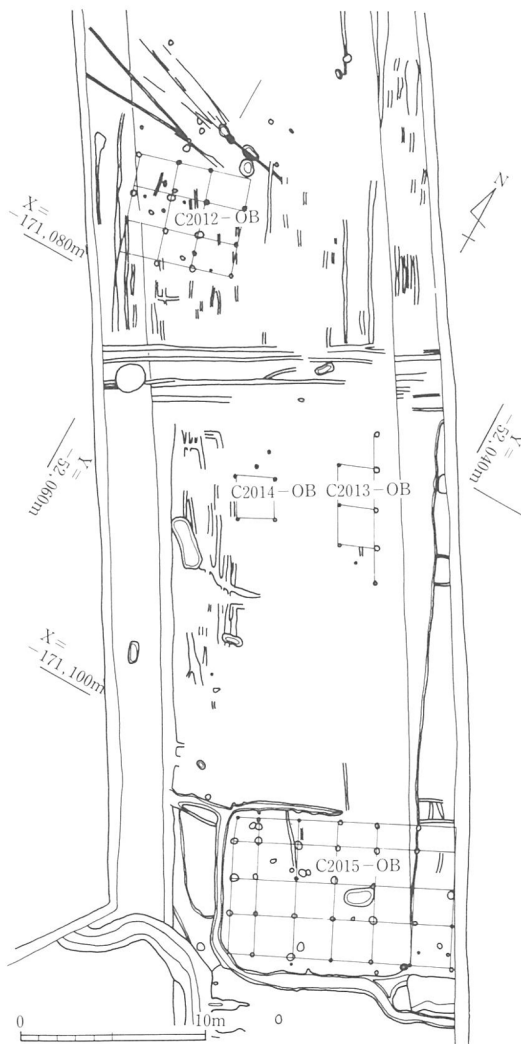 N
C2012-OB
X=
-171,080m
Y=
-52,060m
Y=
-52,040m
C2014-OB
C2013-OB
X=
-171,100m
C2015-OB
0
10m